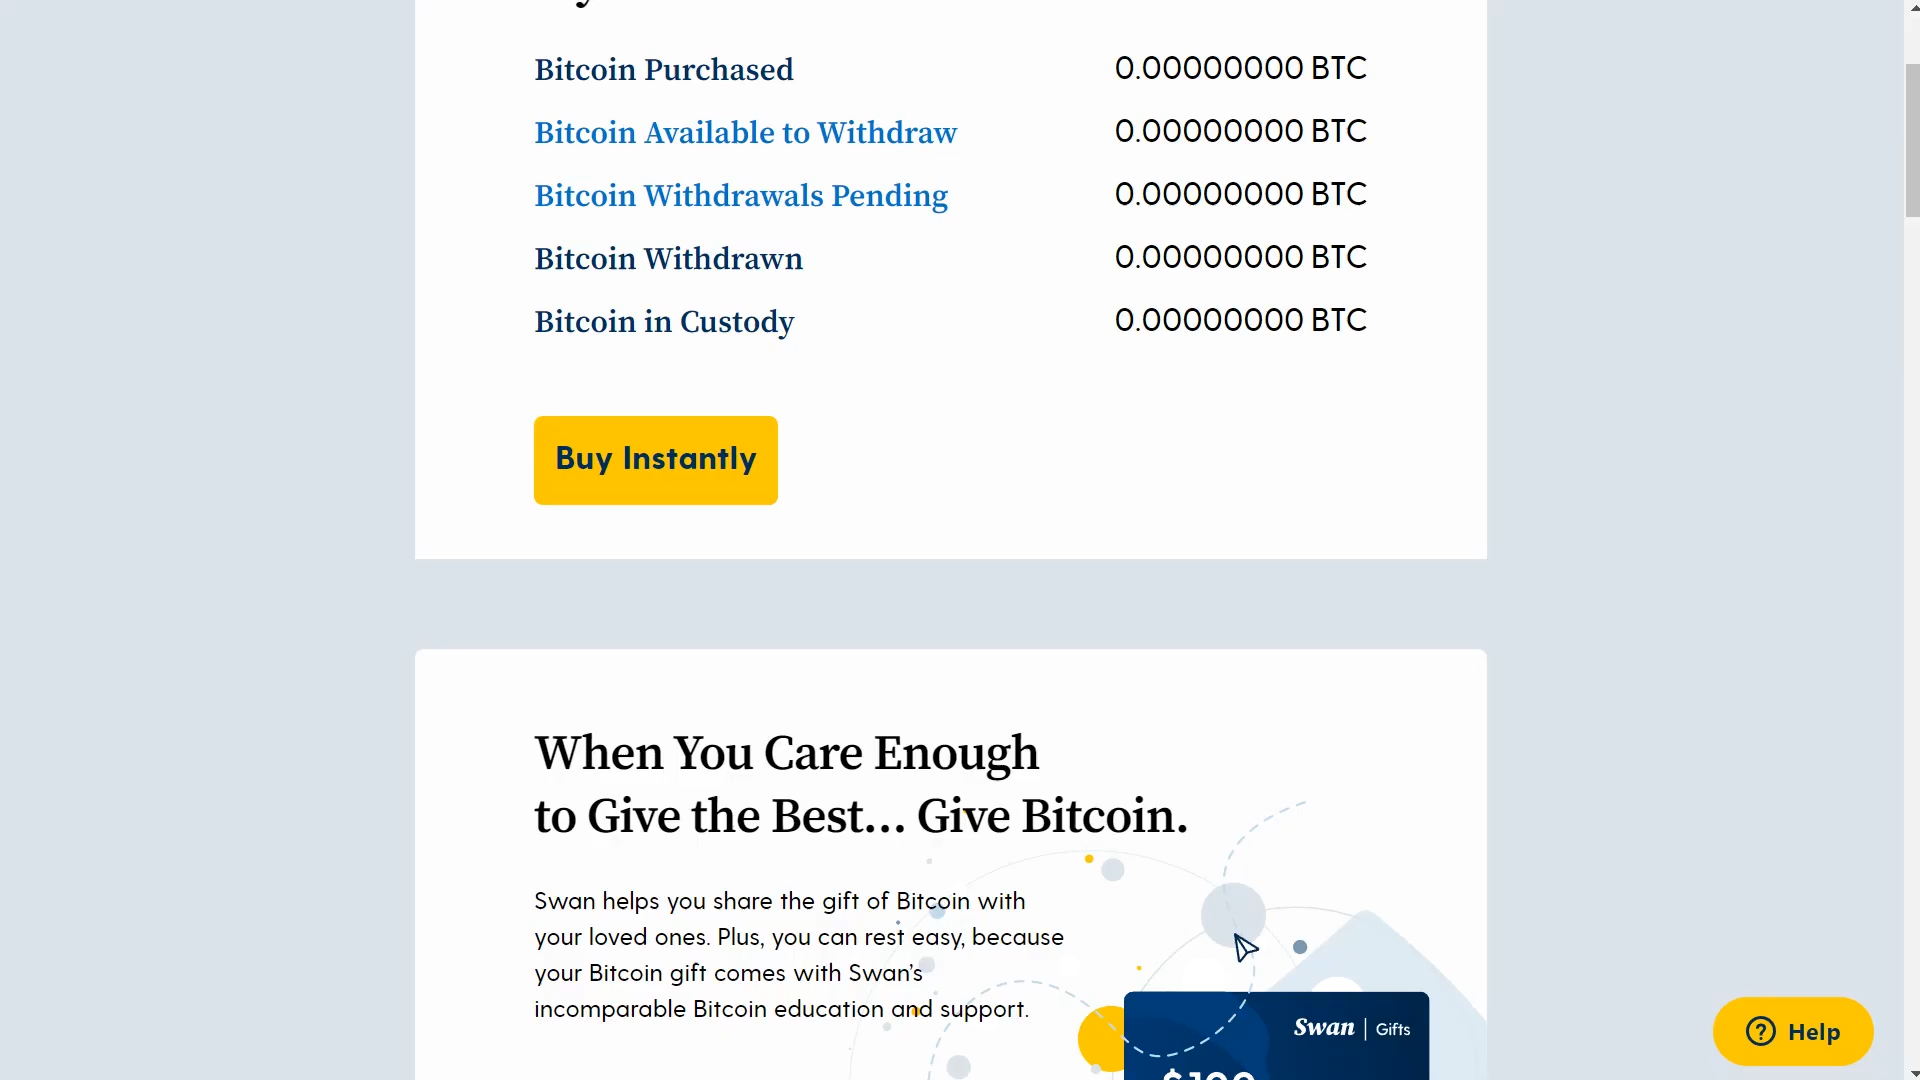 Bitcoin Purchased 0.00000000 BTC
Bitcoin Available to Withdraw 0.00000000 BTC
Bitcoin Withdrawals Pending 0.00000000 BTC
Bitcoin Withdrawn 0.00000000 BTC
Bitcoin in Custody 0.00000000 BTC
Buy Instantly
When You Care Enough
to Give the Best... Give Bitcoin.
Swan helps you share the gift of Bitcoin with
your loved ones. Plus, you can rest easy, because
your Bitcoin gift comes with Swan’s
incomparable Bitcoin education and support.
Swan | Gifts
$100
Help